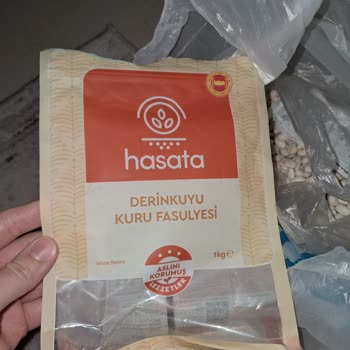 hasata
DERİNKUYU
KURU FASULYESİ
White Beans
1kg e
ASLINI
KORUMUŞ
LEZZETLER